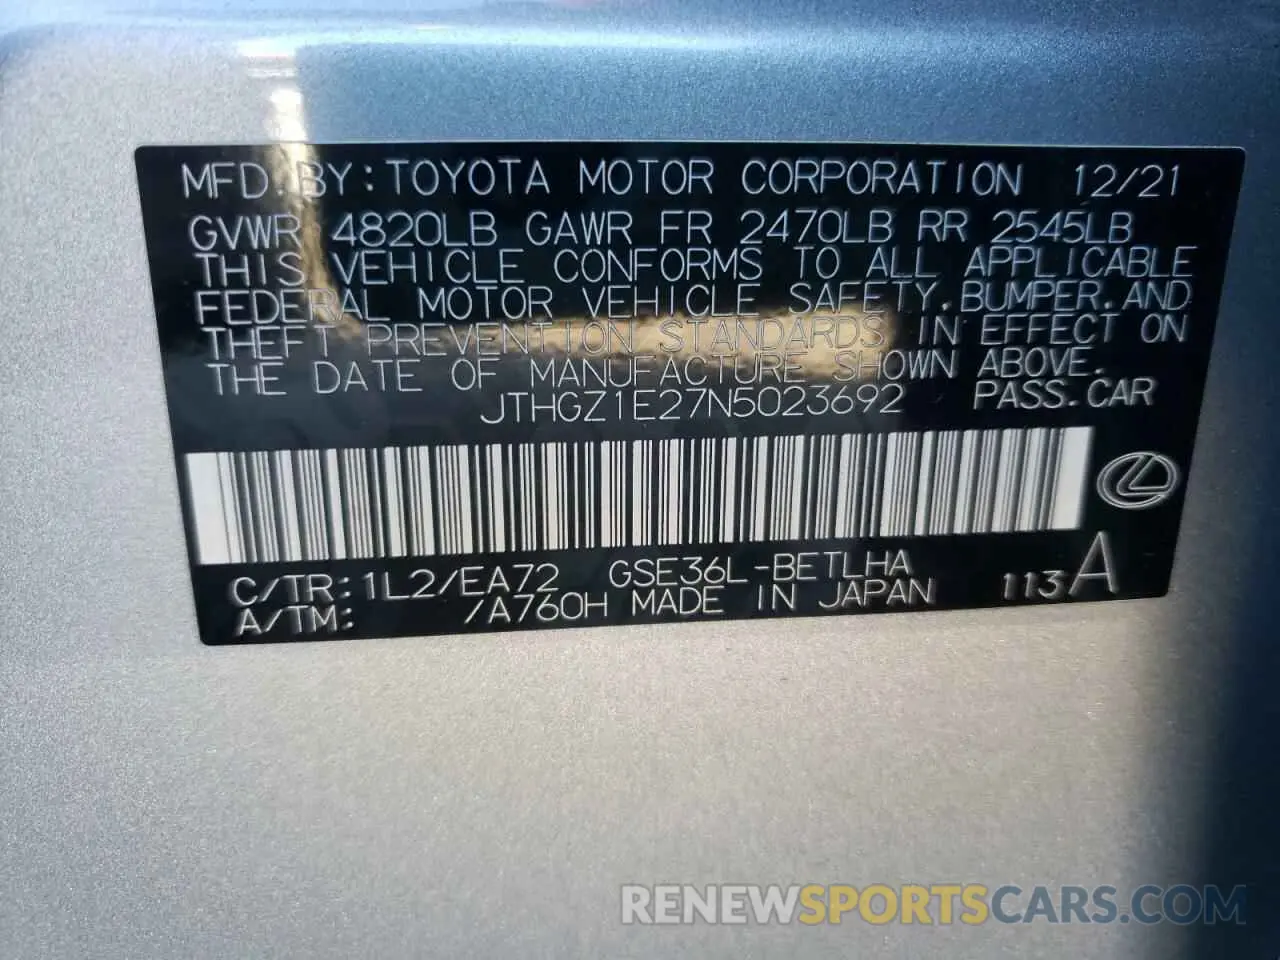 MFD. BY: TOYOTA MOTOR CORPORATION 12/21
GVWR 4820LB GAWR FR 2470LB RR 2545LB
THIS VEHICLE CONFORMS TO ALL APPLICABLE
FEDERAL MOTOR VEHICLE SAFETY, BUMPER, AND
THEFT PREVENTION STANDARDS IN EFFECT ON
THE DATE OF MANUFACTURE SHOWN ABOVE.
JTHGZ1E27N5023692 PASS. CAR
C/TR: 1L2/EA72 GSE36L-BETLHA
A/TM: /A760H MADE IN JAPAN 113A
RENEWSPORTSCARS.COM